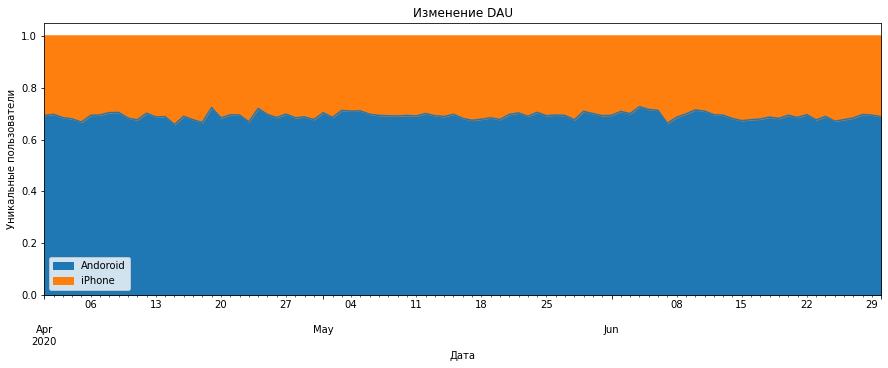 Изменение DAU
Уникальные пользователи
1.0
0.8
0.6
0.4
0.2
0.0
Andoroid
iPhone
06 13 20 27 04 11 18 25 08 15 22 29
Apr May Jun
2020
Дата